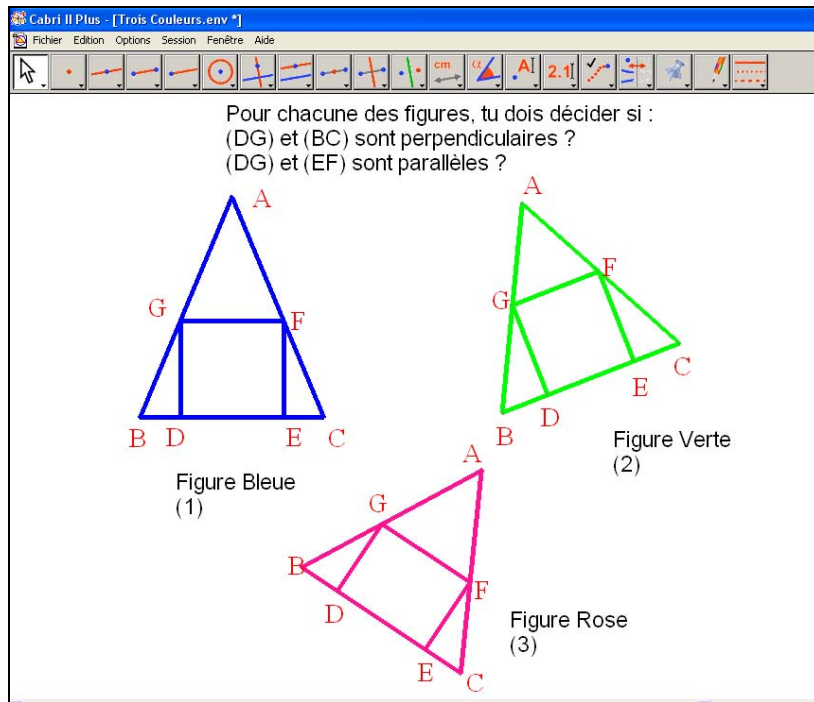 Cabri II Plus - [Trois Couleurs.env *]
Fichier Edition Options Session Fenêtre Aide
cm α A 2.1
Pour chacune des figures, tu dois décider si :
(DG) et (BC) sont perpendiculaires ?
(DG) et (EF) sont parallèles ?
A
G
F
B D E C
Figure Bleue
(1)
A
F
G
C
E
D
B
Figure Verte
(2)
A
G
B
F
D
E
C
Figure Rose
(3)